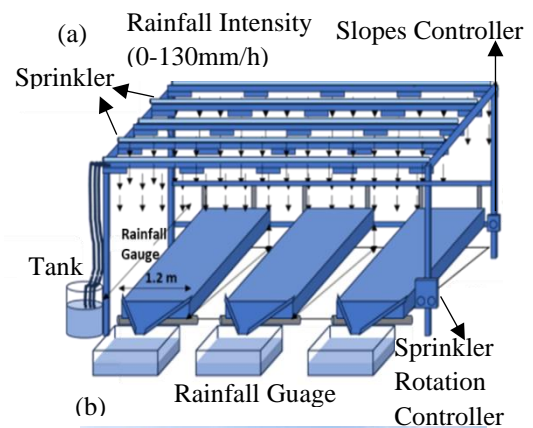 (a)
Rainfall Intensity
(0-130mm/h)
Slopes Controller
Sprinkler
Rainfall
Gauge
1.2 m
Tank
Sprinkler
Rotation
Controller
Rainfall Guage
(b)